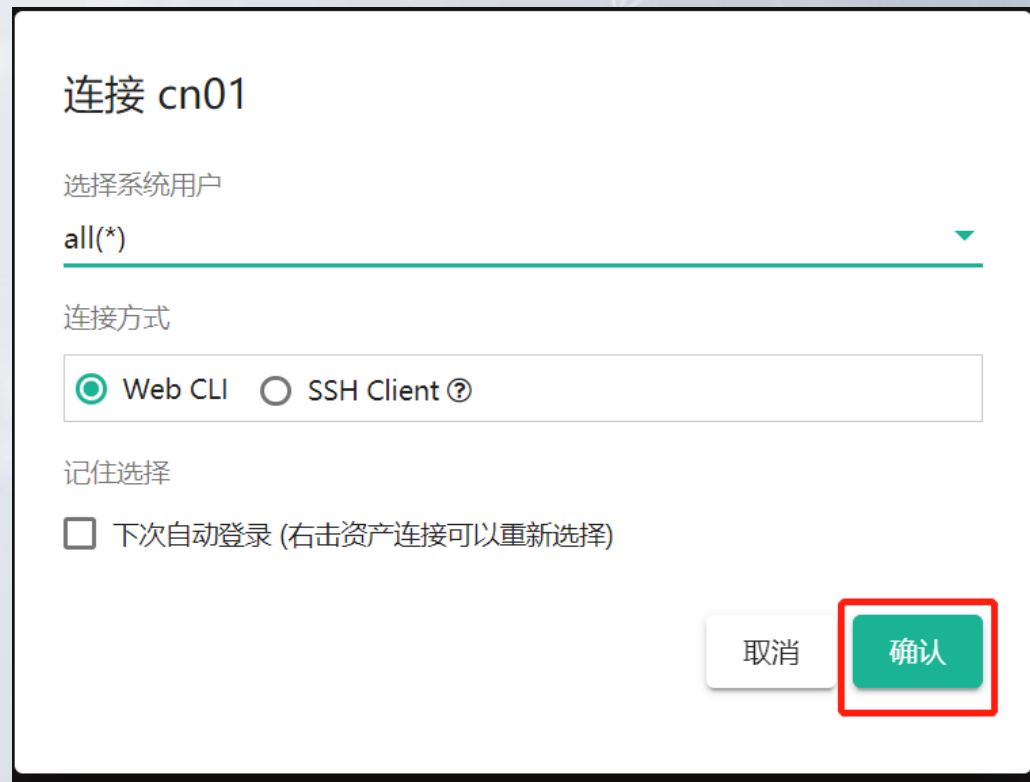 连接 cn01
选择系统用户
all(*)
连接方式
Web CLI SSH Client ?
记住选择
下次自动登录 (右击资产连接可以重新选择)
取消 确认